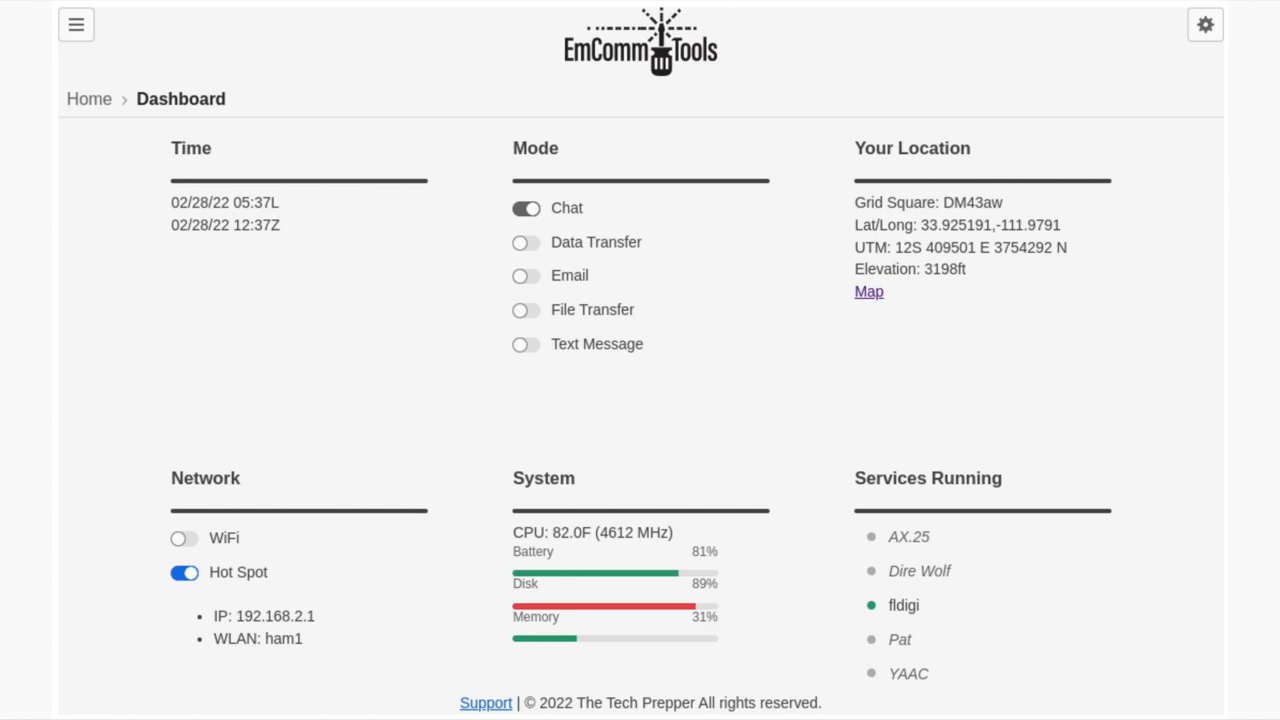 EmComm Tools
Home › Dashboard
Time
02/28/22 05:37L
02/28/22 12:37Z
Mode
Chat
Data Transfer
Email
File Transfer
Text Message
Your Location
Grid Square: DM43aw
Lat/Long: 33.925191,-111.9791
UTM: 12S 409501 E 3754292 N
Elevation: 3198ft
Map
Network
WiFi
Hot Spot
• IP: 192.168.2.1
• WLAN: ham1
System
CPU: 82.0F (4612 MHz)
Battery 81%
Disk 89%
Memory 31%
Services Running
AX.25
Dire Wolf
fldigi
Pat
YAAC
Support | © 2022 The Tech Prepper All rights reserved.